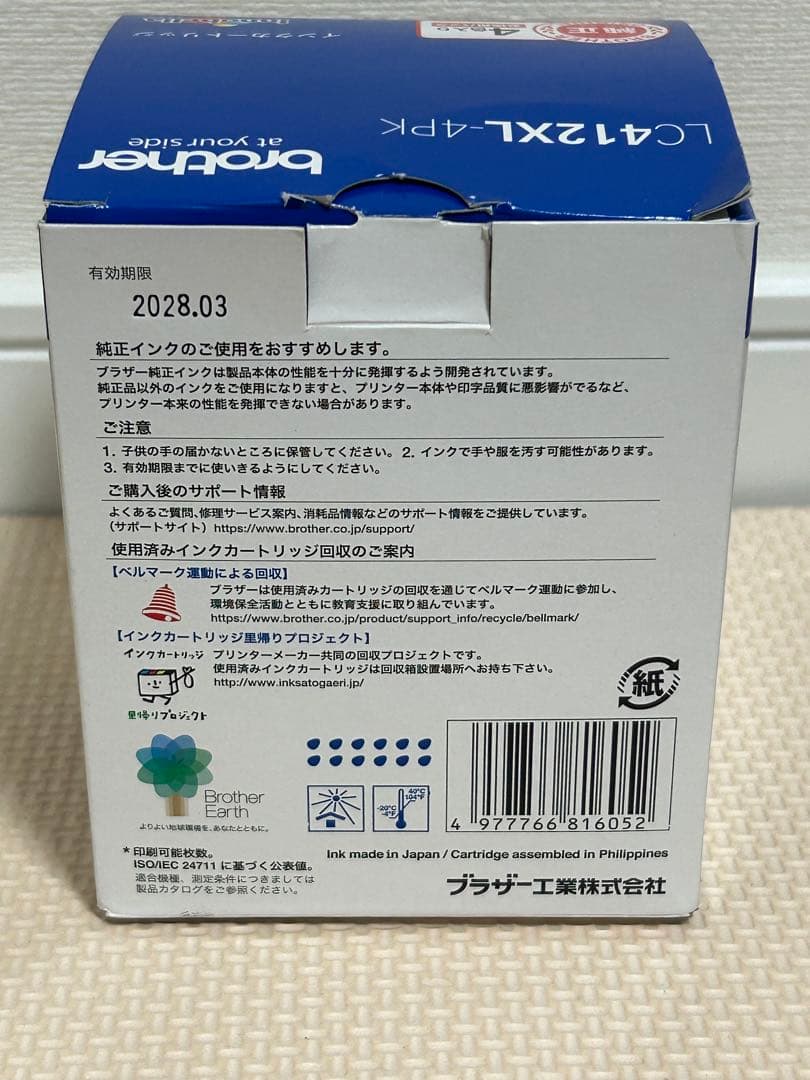 純正
4個入り
インクカートリッジ
LC412XL-4PK
brother
at your side
有効期限
2028.03
純正インクのご使用をおすすめします。
ブラザー純正インクは製品本体の性能を十分に発揮するよう開発されています。
純正品以外のインクをご使用になりますと、プリンター本体や印字品質に悪影響がでるなど、
プリンター本来の性能を発揮できない場合があります。
ご注意
1. 子供の手の届かないところに保管してください。2. インクで手や服を汚す可能性があります。
3. 有効期限までに使いきるようにしてください。
ご購入後のサポート情報
よくあるご質問、修理サービス案内、消耗品情報などのサポート情報をご提供しています。
(サポートサイト) https://www.brother.co.jp/support/
使用済みインクカートリッジ回収のご案内
【ベルマーク運動による回収】
ブラザーは使用済みカートリッジの回収を通じてベルマーク運動に参加し、
環境保全活動とともに教育支援に取り組んでいます。
https://www.brother.co.jp/product/support_info/recycle/bellmark/
【インクカートリッジ里帰りプロジェクト】
インクカートリッジ
里帰りプロジェクト
プリンターメーカー共同の回収プロジェクトです。
使用済みインクカートリッジは回収箱設置場所へお持ち下さい。
http://www.inksatogaeri.jp/
紙
Brother
Earth
よりよい地球環境を、あなたとともに。
40°C
104°F
-20°C
-4°F
4 977766 816052
*印刷可能枚数。
ISO/IEC 24711 に基づく公表値。
適合機種、測定条件につきましては
製品カタログをご参照ください。
Ink made in Japan / Cartridge assembled in Philippines
ブラザー工業株式会社